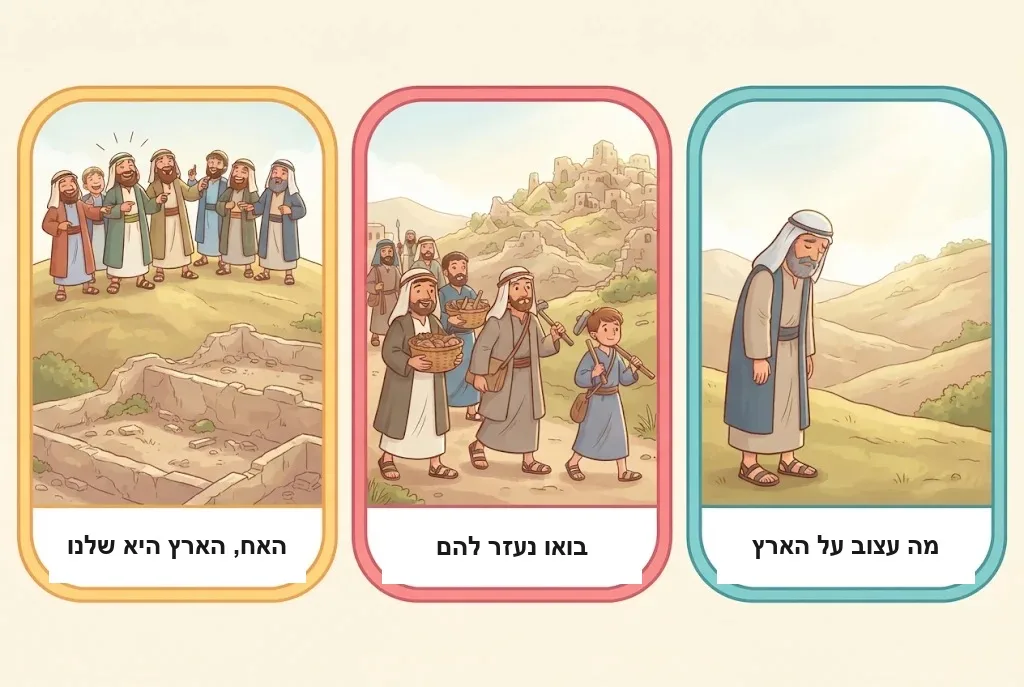 מה עצוב על הארץ
בואו נעזר להם
האח, הארץ היא שלנו